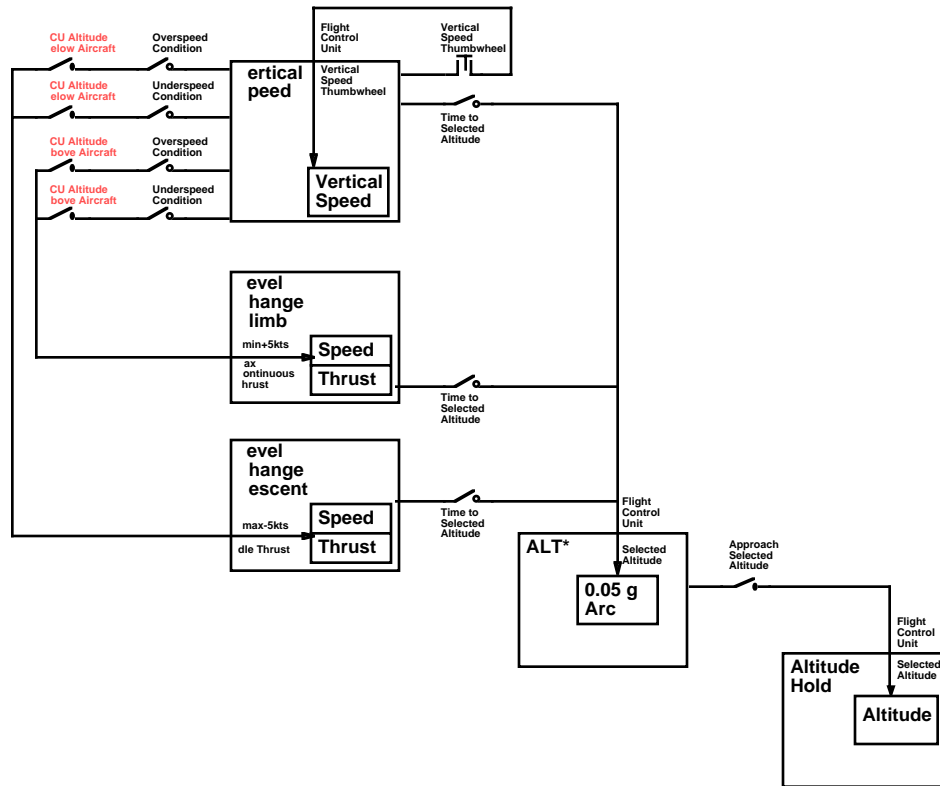 CU Altitude
elow Aircraft
Overspeed
Condition
CU Altitude
elow Aircraft
Underspeed
Condition
CU Altitude
bove Aircraft
Overspeed
Condition
CU Altitude
bove Aircraft
Underspeed
Condition
Flight
Control
Unit
ertical
peed
Vertical
Speed
Thumbwheel
Vertical
Speed
Vertical
Speed
Thumbwheel
Time to
Selected
Altitude
evel
hange
limb
min+5kts
ax
ontinuous
hrust
Speed
Thrust
Time to
Selected
Altitude
evel
hange
escent
max-5kts
dle Thrust
Speed
Thrust
Time to
Selected
Altitude
Flight
Control
Unit
ALT*
Selected
Altitude
0.05 g
Arc
Approach
Selected
Altitude
Flight
Control
Unit
Altitude
Hold
Selected
Altitude
Altitude